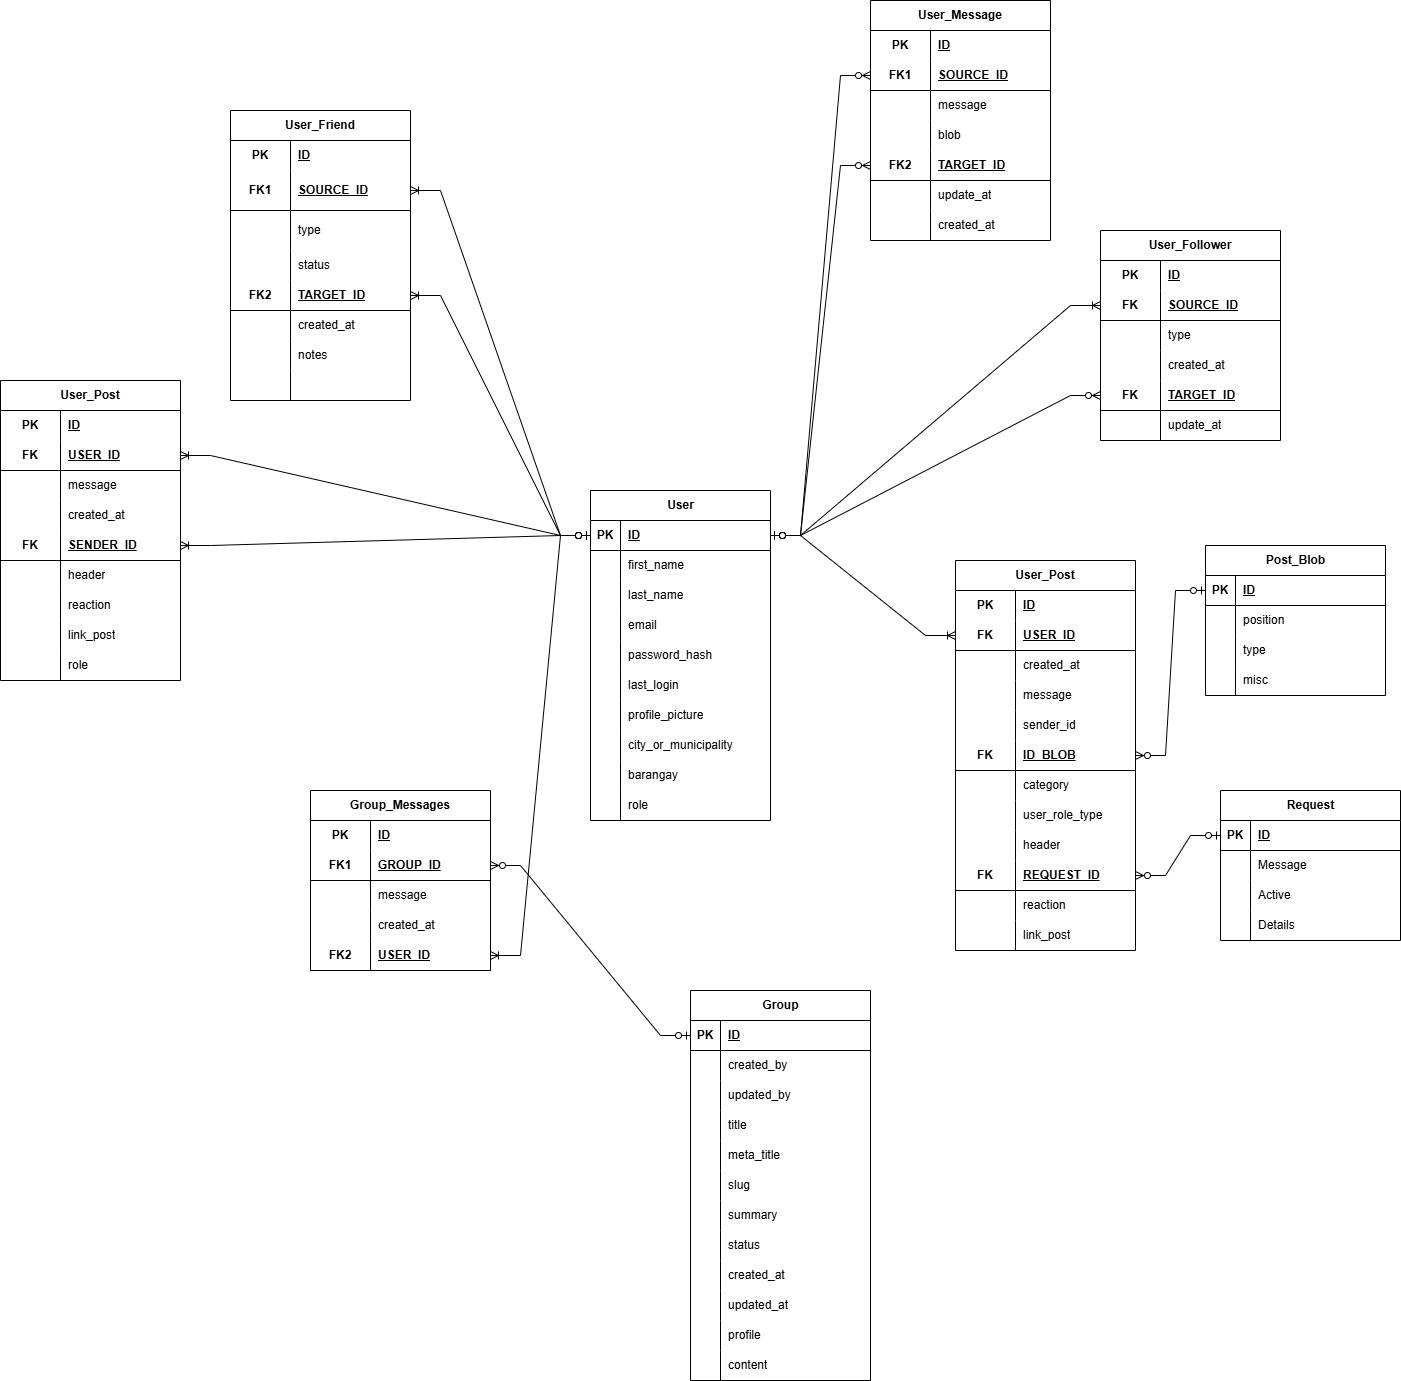 User_Message
PK ID
FK1 SOURCE_ID
message
blob
FK2 TARGET_ID
update_at
created_at
User_Friend
PK ID
FK1 SOURCE_ID
type
status
FK2 TARGET_ID
created_at
notes
User_Follower
PK ID
FK SOURCE_ID
type
created_at
FK TARGET_ID
update_at
User_Post
PK ID
FK USER_ID
message
created_at
FK SENDER_ID
header
reaction
link_post
role
User
PK ID
first_name
last_name
email
password_hash
last_login
profile_picture
city_or_municipality
barangay
role
User_Post
PK ID
FK USER_ID
created_at
message
sender_id
FK ID_BLOB
category
user_role_type
header
FK REQUEST_ID
reaction
link_post
Post_Blob
PK ID
position
type
misc
Request
PK ID
Message
Active
Details
Group_Messages
PK ID
FK1 GROUP_ID
message
created_at
FK2 USER_ID
Group
PK ID
created_by
updated_by
title
meta_title
slug
summary
status
created_at
updated_at
profile
content